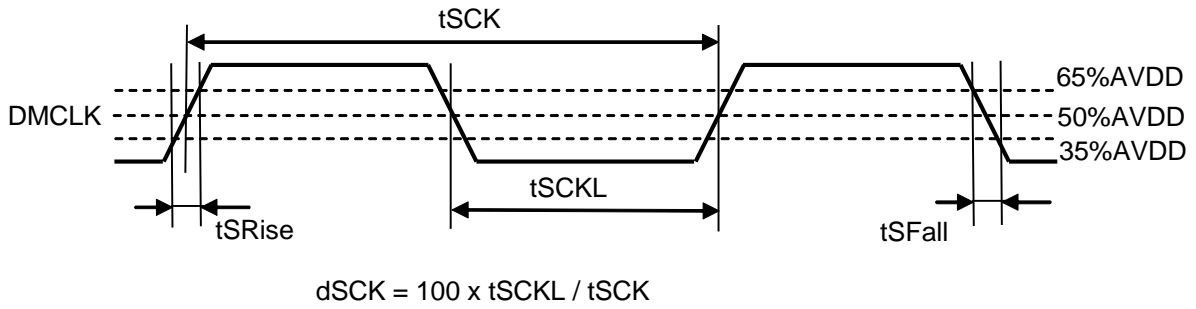 tSCK
65%AVDD
DMCLK
50%AVDD
35%AVDD
tSCKL
tSRise
tSFall
dSCK = 100 x tSCKL / tSCK